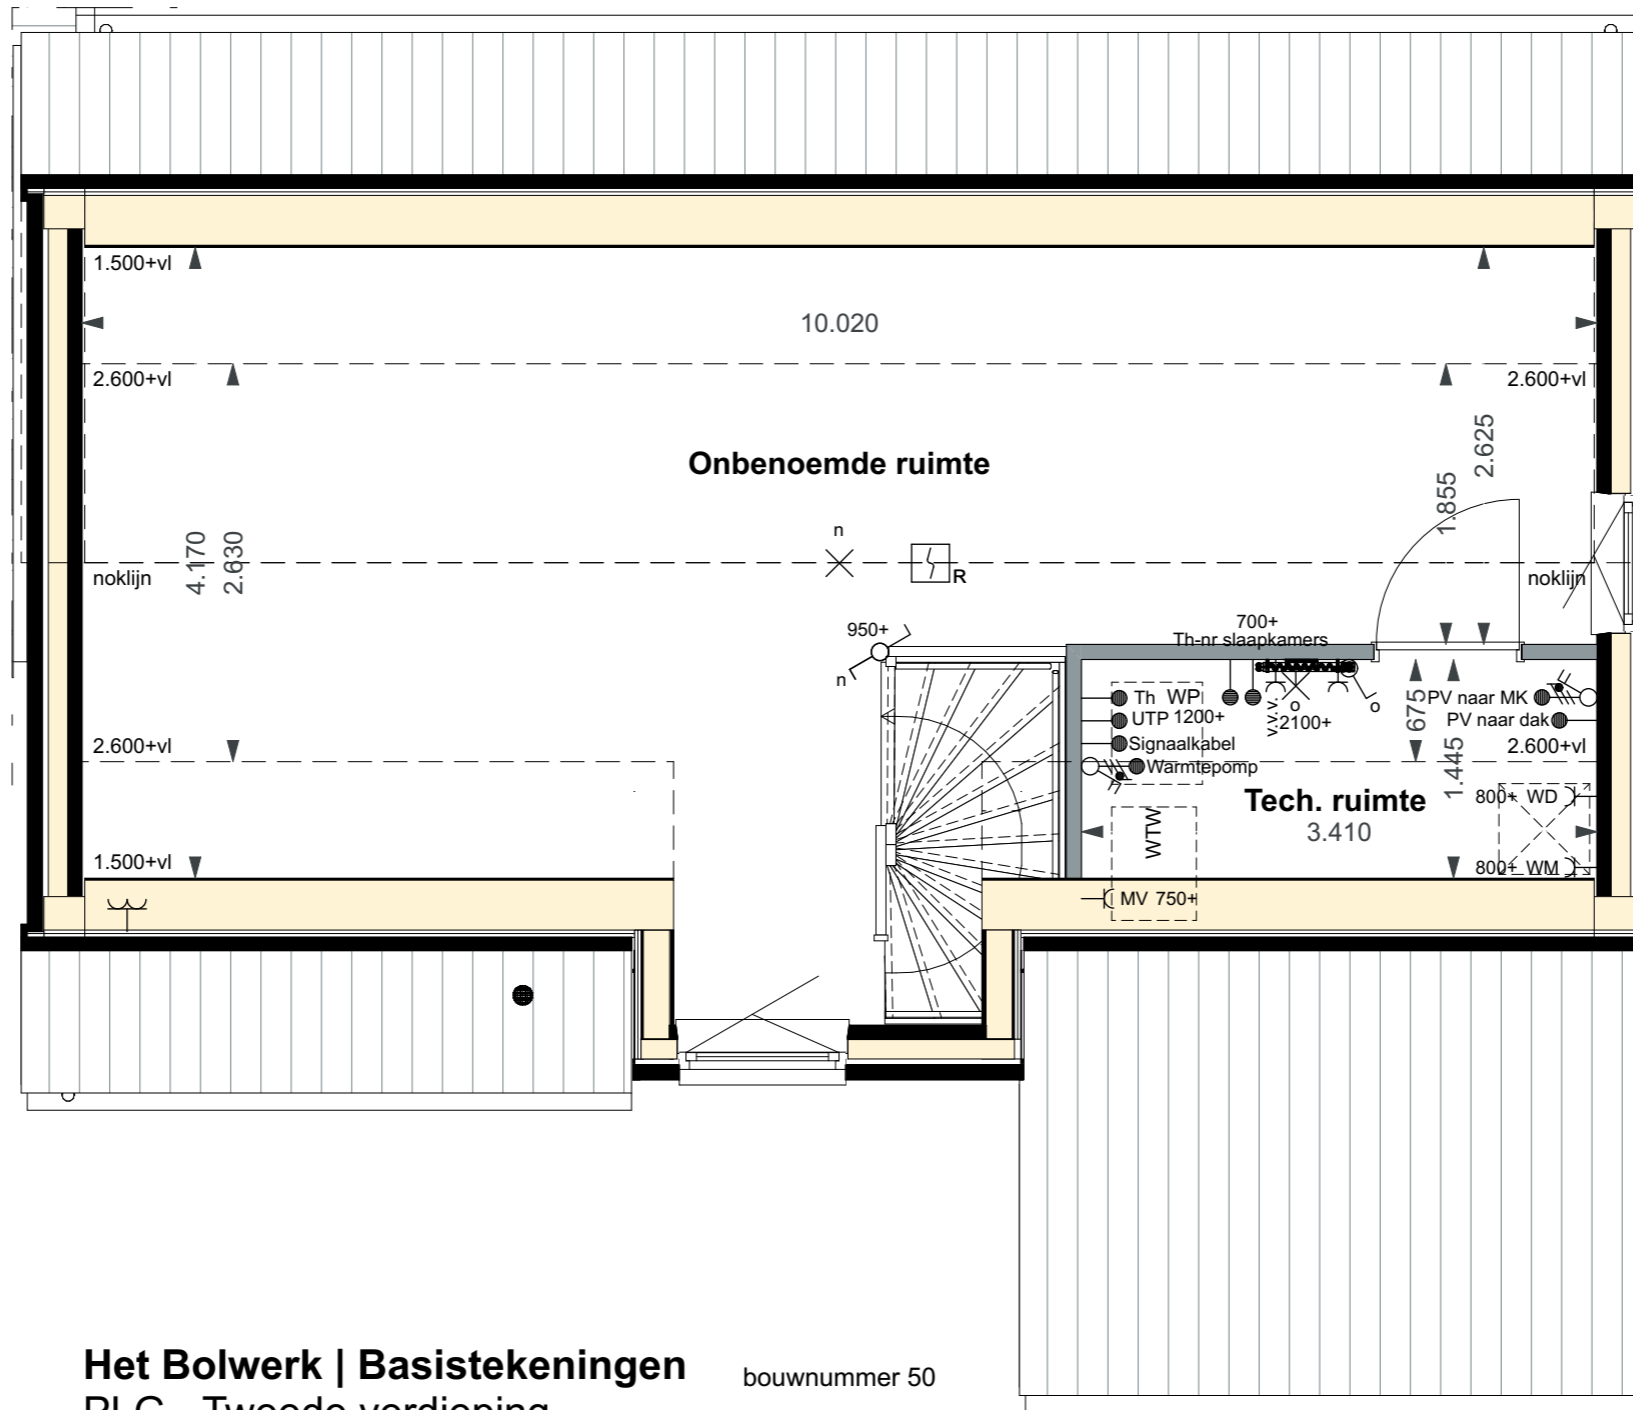 1.500+vl
10.020
2.600+vl
2.600+vl
2.625
1.855
Onbenoemde ruimte
4.170
2.630
n
R
noklijn
noklijn
950+
n
700+
Th-nr slaapkamers
Th WP
UTP 1200+
Signaalkabel
Warmtepomp
v.v.v.
o
2100+
o
675
1.445
PV naar MK
PV naar dak
2.600+vl
2.600+vl
Tech. ruimte
3.410
800+ WD
800+ WM
WTW
MV 750+
1.500+vl
Het Bolwerk | Basistekeningen
bouwnummer 50